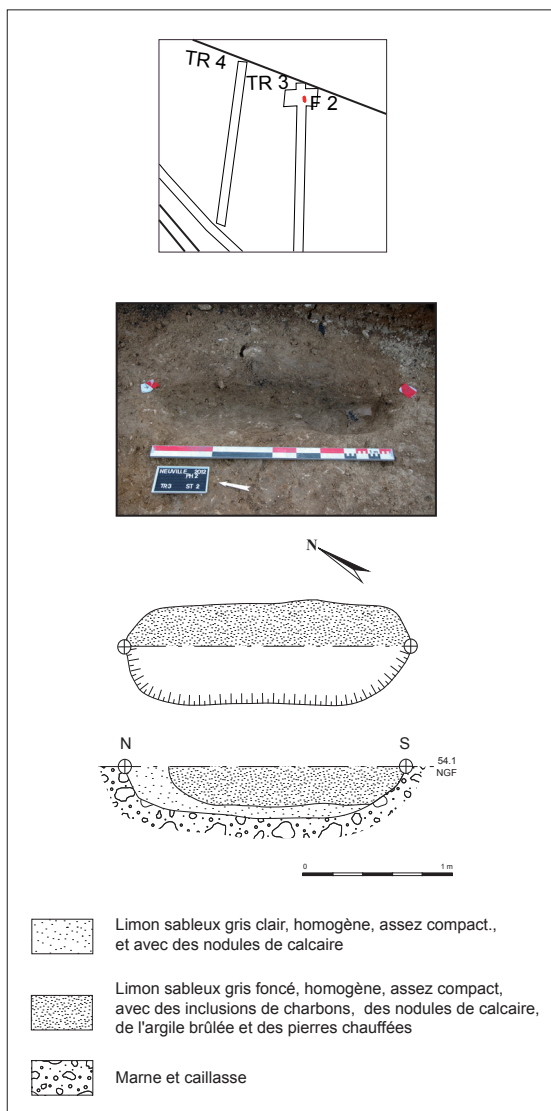 TR 4
TR 3
F 2
NEUVILLE 2012
PH 2
TR3 ST 2
N
N S
54.1
NGF
0 1 m
Limon sableux gris clair, homogène, assez compact.,
et avec des nodules de calcaire
Limon sableux gris foncé, homogène, assez compact,
avec des inclusions de charbons, des nodules de calcaire,
de l'argile brûlée et des pierres chauffées
Marne et caillasse